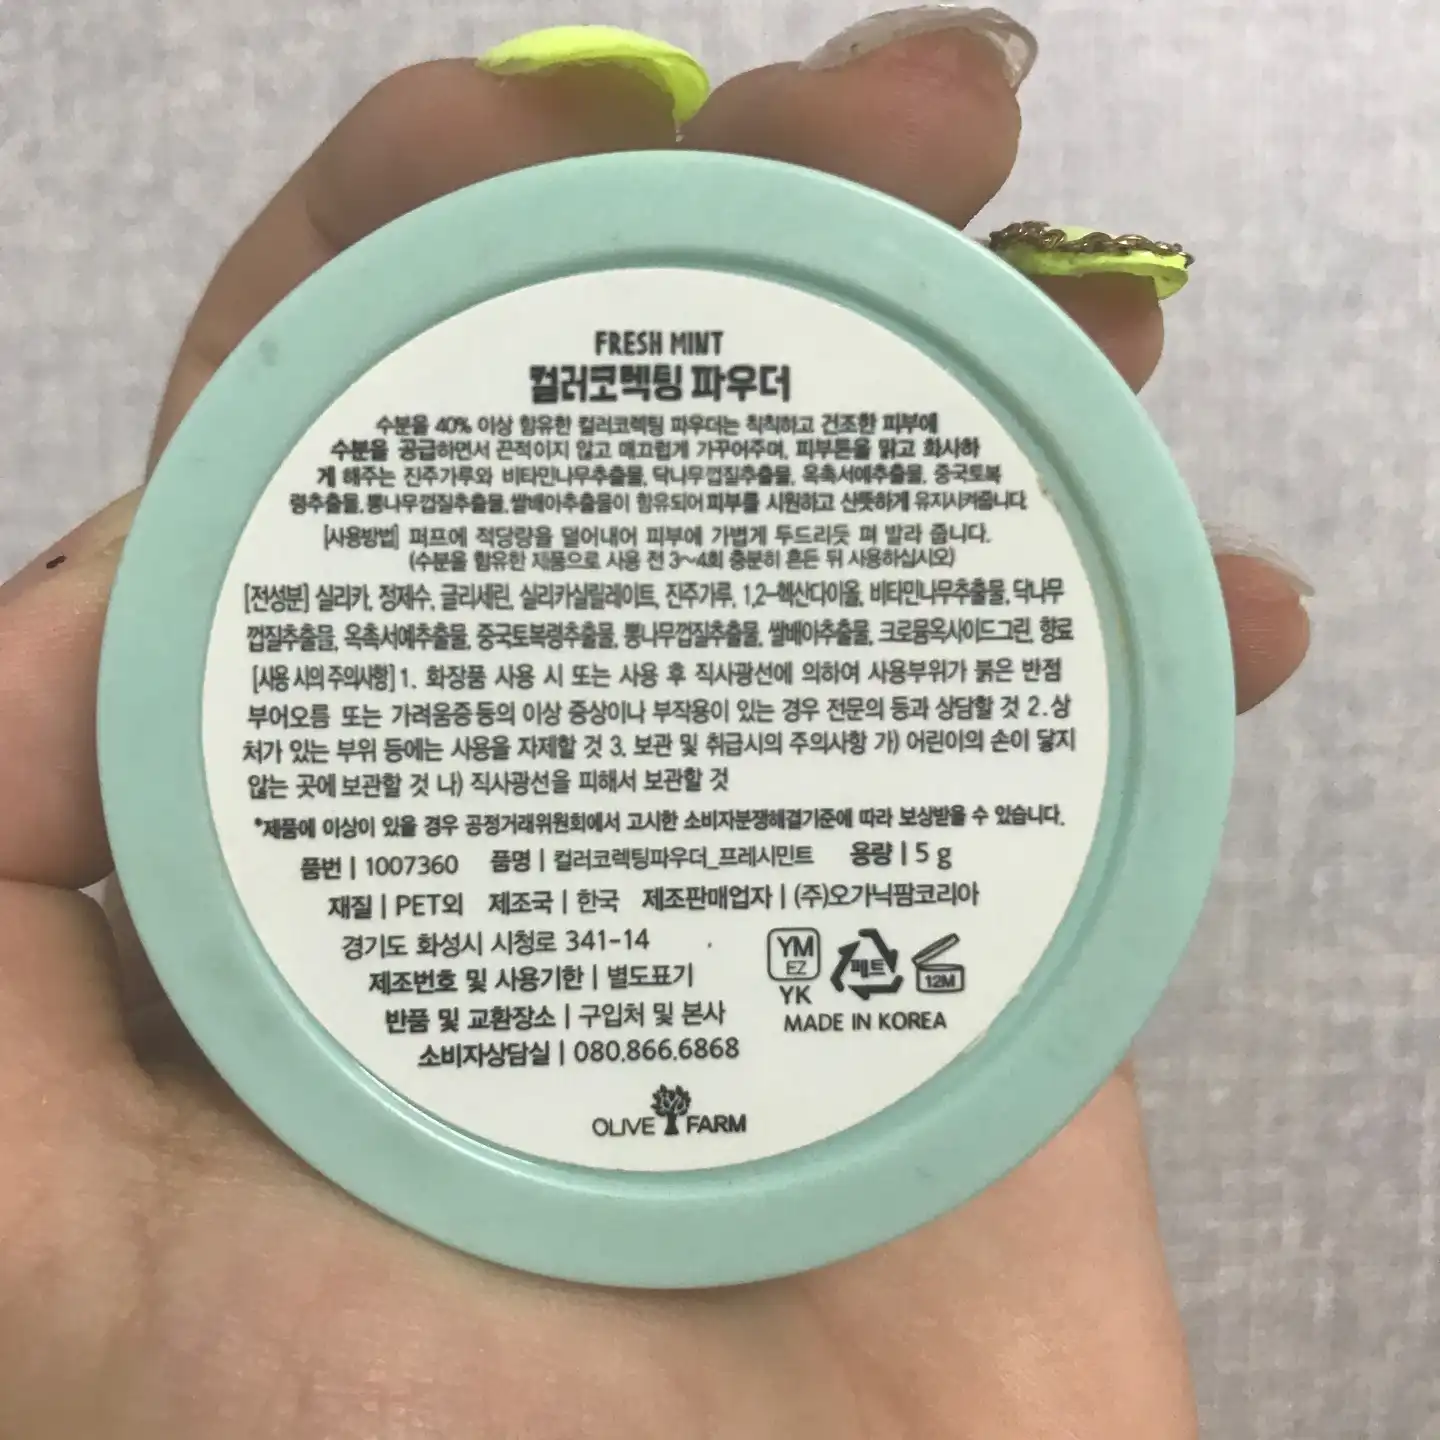 FRESH MINT
컬러코렉팅 파우더
수분을 40% 이상 함유한 컬러코렉팅 파우더는 칙칙하고 건조한 피부에
수분을 공급하면서 끈적이지 않고 매끄럽게 가꾸어주며, 피부톤을 맑고 화사하
게 해주는 진주가루와 비타민나무추출물, 닥나무껍질추출물, 옥촉서예추출물, 중국토복
령추출물, 뽕나무껍질추출물, 쌀배아추출물이 함유되어 피부를 시원하고 산뜻하게 유지시켜줍니다.
[사용방법] 퍼프에 적당량을 덜어내어 피부에 가볍게 두드리듯 펴 발라 줍니다.
(수분을 함유한 제품으로 사용 전 3~4회 충분히 흔든 뒤 사용하십시오)
[전성분] 실리카, 정제수, 글리세린, 실리카실릴레이트, 진주가루, 1,2-헥산다이올, 비타민나무추출물, 닥나무
껍질추출물, 옥촉서예추출물, 중국토복령추출물, 뽕나무껍질추출물, 쌀배아추출물, 크로뮴옥사이드그린, 향료
[사용 시의 주의사항] 1. 화장품 사용 시 또는 사용 후 직사광선에 의하여 사용부위가 붉은 반점
부어오름 또는 가려움증 등의 이상 증상이나 부작용이 있는 경우 전문의 등과 상담할 것 2. 상
처가 있는 부위 등에는 사용을 자제할 것 3. 보관 및 취급시의 주의사항 가) 어린이의 손이 닿지
않는 곳에 보관할 것 나) 직사광선을 피해서 보관할 것
*제품에 이상이 있을 경우 공정거래위원회에서 고시한 소비자분쟁해결기준에 따라 보상받을 수 있습니다.
품번 | 1007360 품명 | 컬러코렉팅파우더_프레시민트 용량 | 5 g
재질 | PET외 제조국 | 한국 제조판매업자 | (주)오가닉팜코리아
경기도 화성시 시청로 341-14
제조번호 및 사용기한 | 별도표기
반품 및 교환장소 | 구입처 및 본사
소비자상담실 | 080.866.6868
YM
EZ
YK
페트
12M
MADE IN KOREA
OLIVE FARM